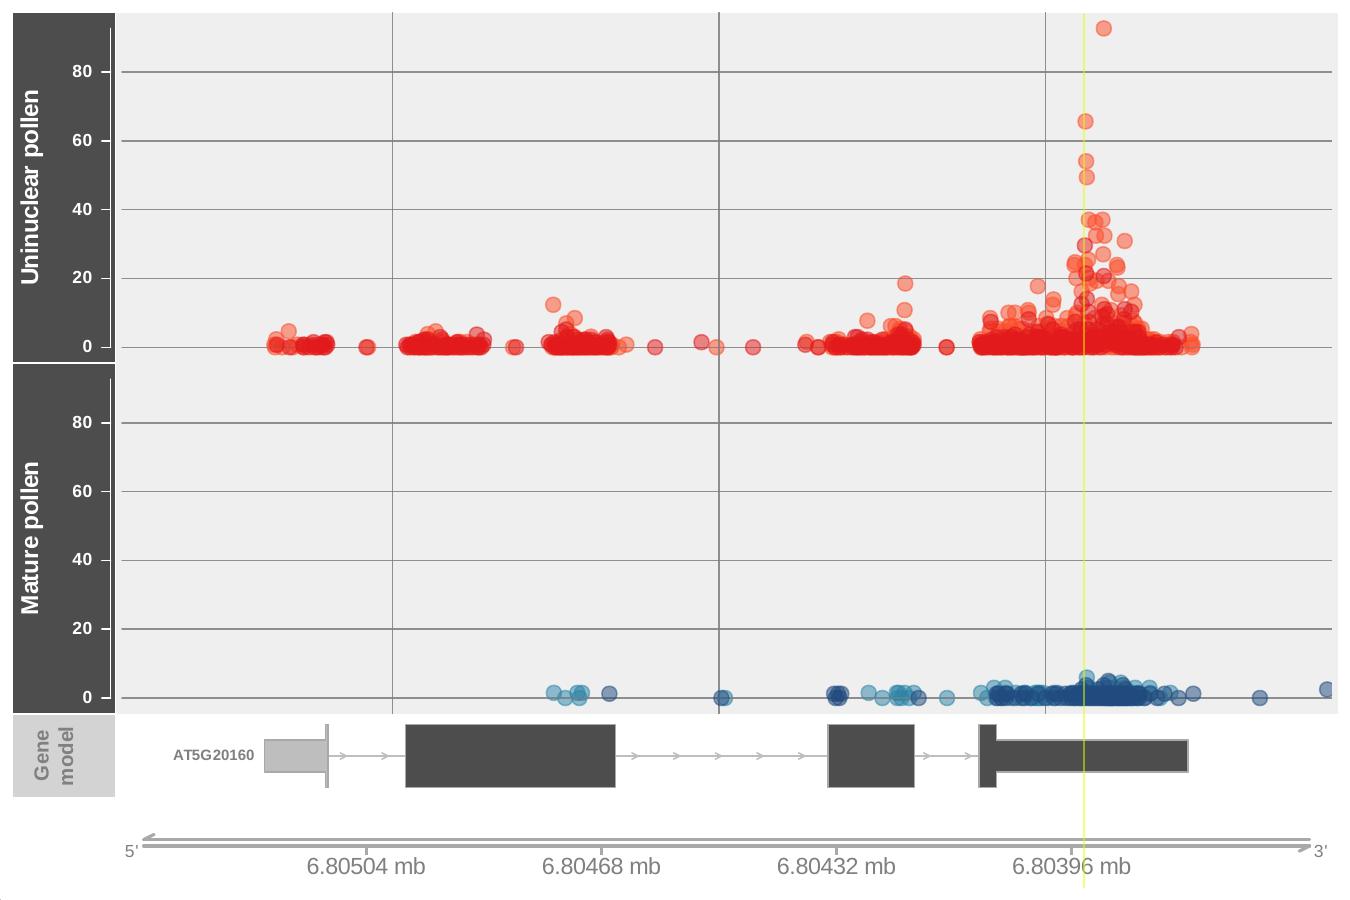 Uninuclear pollen
80
60
40
20
0
Mature pollen
80
60
40
20
0
Gene
model
AT5G20160
5'
3'
6.80504 mb
6.80468 mb
6.80432 mb
6.80396 mb